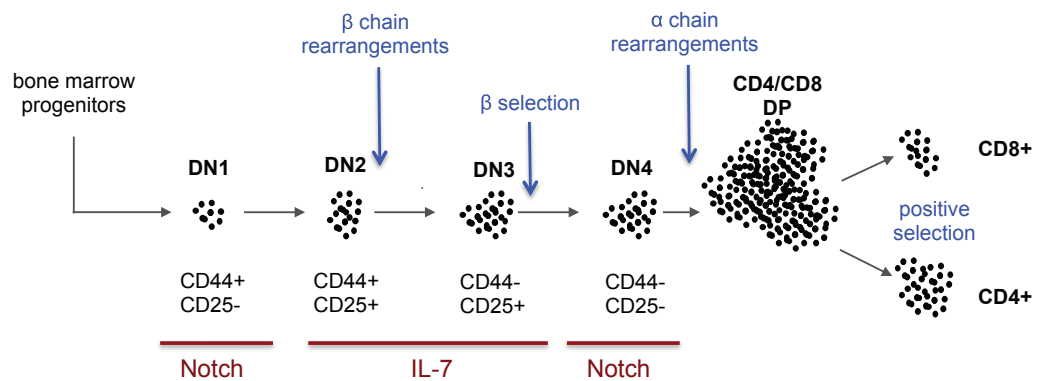 β chain
rearrangements
α chain
rearrangements
bone marrow
progenitors
β selection
CD4/CD8
DP
DN1
DN2
DN3
DN4
CD8+
positive
selection
CD4+
CD44+
CD25-
CD44+
CD25+
CD44-
CD25+
CD44-
CD25-
Notch
IL-7
Notch